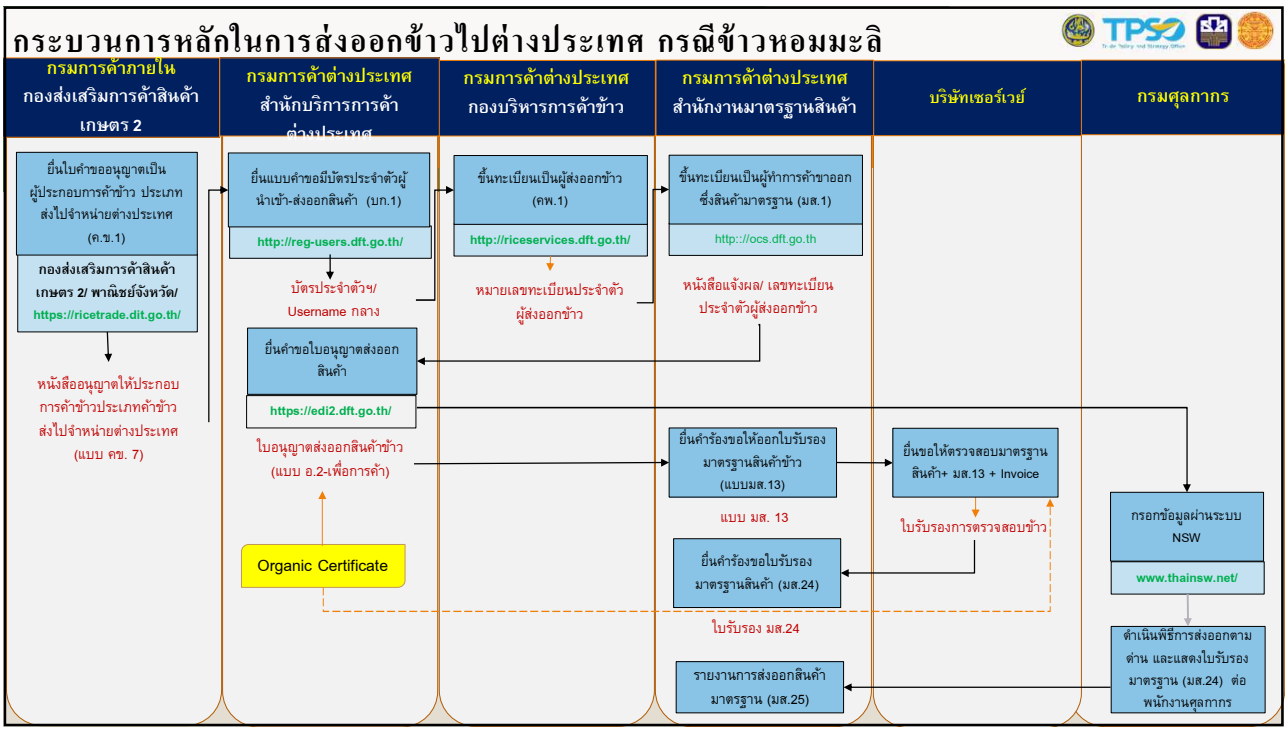 กระบวนการหลักในการส่งออกข้าวไปต่างประเทศ กรณีข้าวหอมมะลิ
TPSO
Trade Policy and Strategy Office
กรมการค้าภายใน
กองส่งเสริมการค้าสินค้า
เกษตร 2
กรมการค้าต่างประเทศ
สำนักบริการการค้า
ต่างประเทศ
กรมการค้าต่างประเทศ
กองบริหารการค้าข้าว
กรมการค้าต่างประเทศ
สำนักงานมาตรฐานสินค้า
บริษัทเซอร์เวย์
กรมศุลกากร
ยื่นใบคำขออนุญาตเป็น
ผู้ประกอบการค้าข้าว ประเภท
ส่งไปจำหน่ายต่างประเทศ
(ค.ข.1)
กองส่งเสริมการค้าสินค้า
เกษตร 2/ พาณิชย์จังหวัด/
https://ricetrade.dit.go.th/
หนังสืออนุญาตให้ประกอบ
การค้าข้าวประเภทค้าข้าว
ส่งไปจำหน่ายต่างประเทศ
(แบบ คข. 7)
ยื่นแบบคำขอมีบัตรประจำตัวผู้
นำเข้า-ส่งออกสินค้า (บก.1)
http://reg-users.dft.go.th/
บัตรประจำตัวฯ/
Username กลาง
ยื่นคำขอใบอนุญาตส่งออก
สินค้า
https://edi2.dft.go.th/
ใบอนุญาตส่งออกสินค้าข้าว
(แบบ อ.2-เพื่อการค้า)
Organic Certificate
ขึ้นทะเบียนเป็นผู้ส่งออกข้าว
(คพ.1)
http://riceservices.dft.go.th/
หมายเลขทะเบียนประจำตัว
ผู้ส่งออกข้าว
ขึ้นทะเบียนเป็นผู้ทำการค้าขาออก
ซึ่งสินค้ามาตรฐาน (มส.1)
http:://ocs.dft.go.th
หนังสือแจ้งผล/ เลขทะเบียน
ประจำตัวผู้ส่งออกข้าว
ยื่นคำร้องขอให้ออกใบรับรอง
มาตรฐานสินค้าข้าว
(แบบมส.13)
แบบ มส. 13
ยื่นคำร้องขอใบรับรอง
มาตรฐานสินค้า (มส.24)
ใบรับรอง มส.24
รายงานการส่งออกสินค้า
มาตรฐาน (มส.25)
ยื่นขอให้ตรวจสอบมาตรฐาน
สินค้า+ มส.13 + Invoice
ใบรับรองการตรวจสอบข้าว
กรอกข้อมูลผ่านระบบ
NSW
www.thainsw.net/
ดำเนินพิธีการส่งออกตาม
ด่าน และแสดงใบรับรอง
มาตรฐาน (มส.24) ต่อ
พนักงานศุลกากร